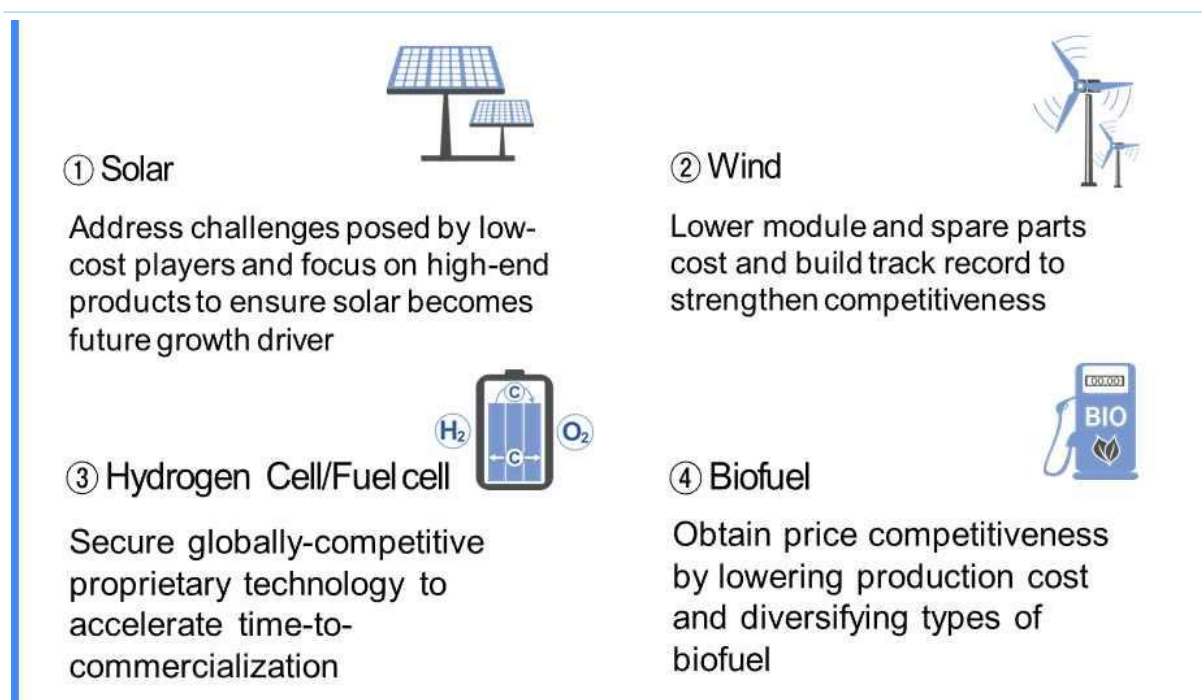 ① Solar
Address challenges posed by low-
cost players and focus on high-end
products to ensure solar becomes
future growth driver
② Wind
Lower module and spare parts
cost and build track record to
strengthen competitiveness
H₂
C
C
O₂
③ Hydrogen Cell/Fuel cell
Secure globally-competitive
proprietary technology to
accelerate time-to-
commercialization
00.00
BIO
④ Biofuel
Obtain price competitiveness
by lowering production cost
and diversifying types of
biofuel